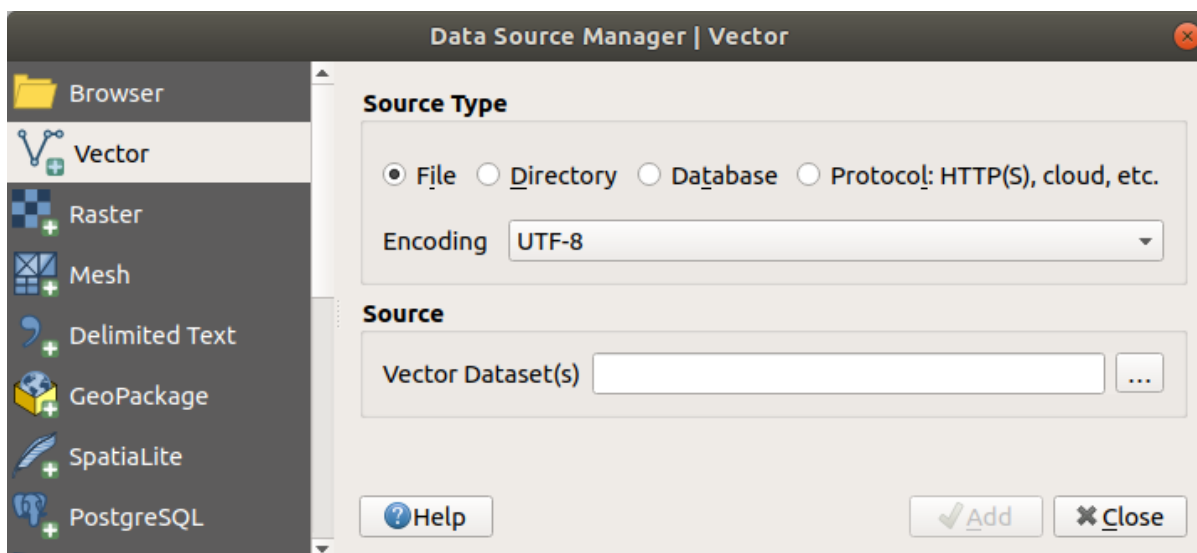 Data Source Manager | Vector
Browser
Vector
Raster
Mesh
Delimited Text
GeoPackage
SpatiaLite
PostgreSQL
Source Type
File Directory Database Protocol: HTTP(S), cloud, etc.
Encoding UTF-8
Source
Vector Dataset(s) ...
Help Add Close